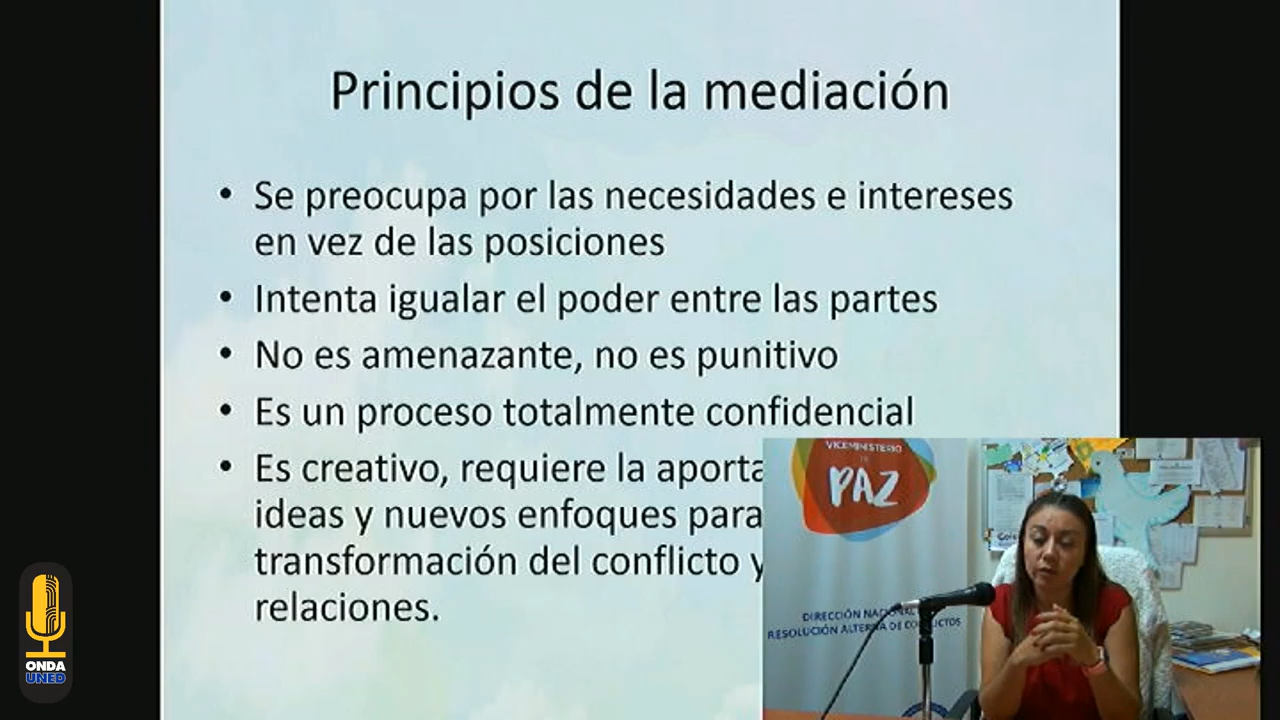 Principios de la mediación
• Se preocupa por las necesidades e intereses
en vez de las posiciones
• Intenta igualar el poder entre las partes
• No es amenazante, no es punitivo
• Es un proceso totalmente confidencial
• Es creativo, requiere la aporta
ideas y nuevos enfoques para
transformación del conflicto y
relaciones.
VICEMINISTERIO
DE
PAZ
DIRECCIÓN NACIONAL
RESOLUCIÓN ALTERNA DE CONFLICTOS
ONDA
UNED